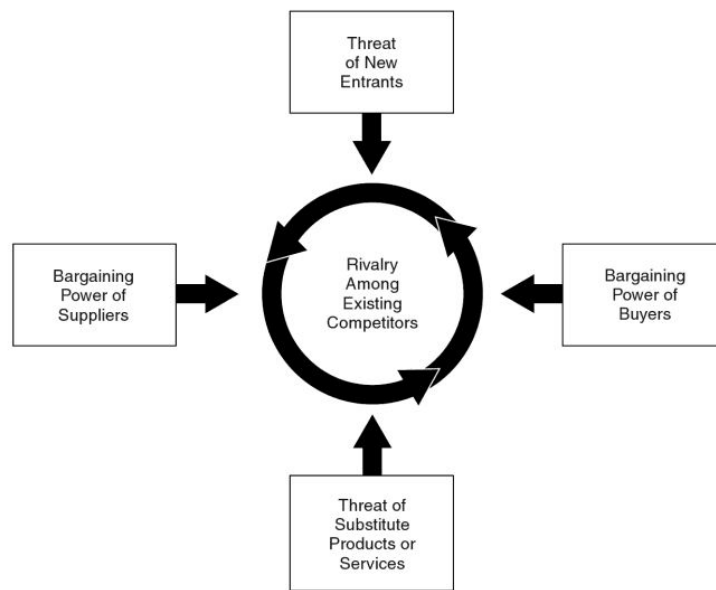 Threat
of New
Entrants
Bargaining
Power of
Suppliers
Rivalry
Among
Existing
Competitors
Bargaining
Power of
Buyers
Threat of
Substitute
Products or
Services